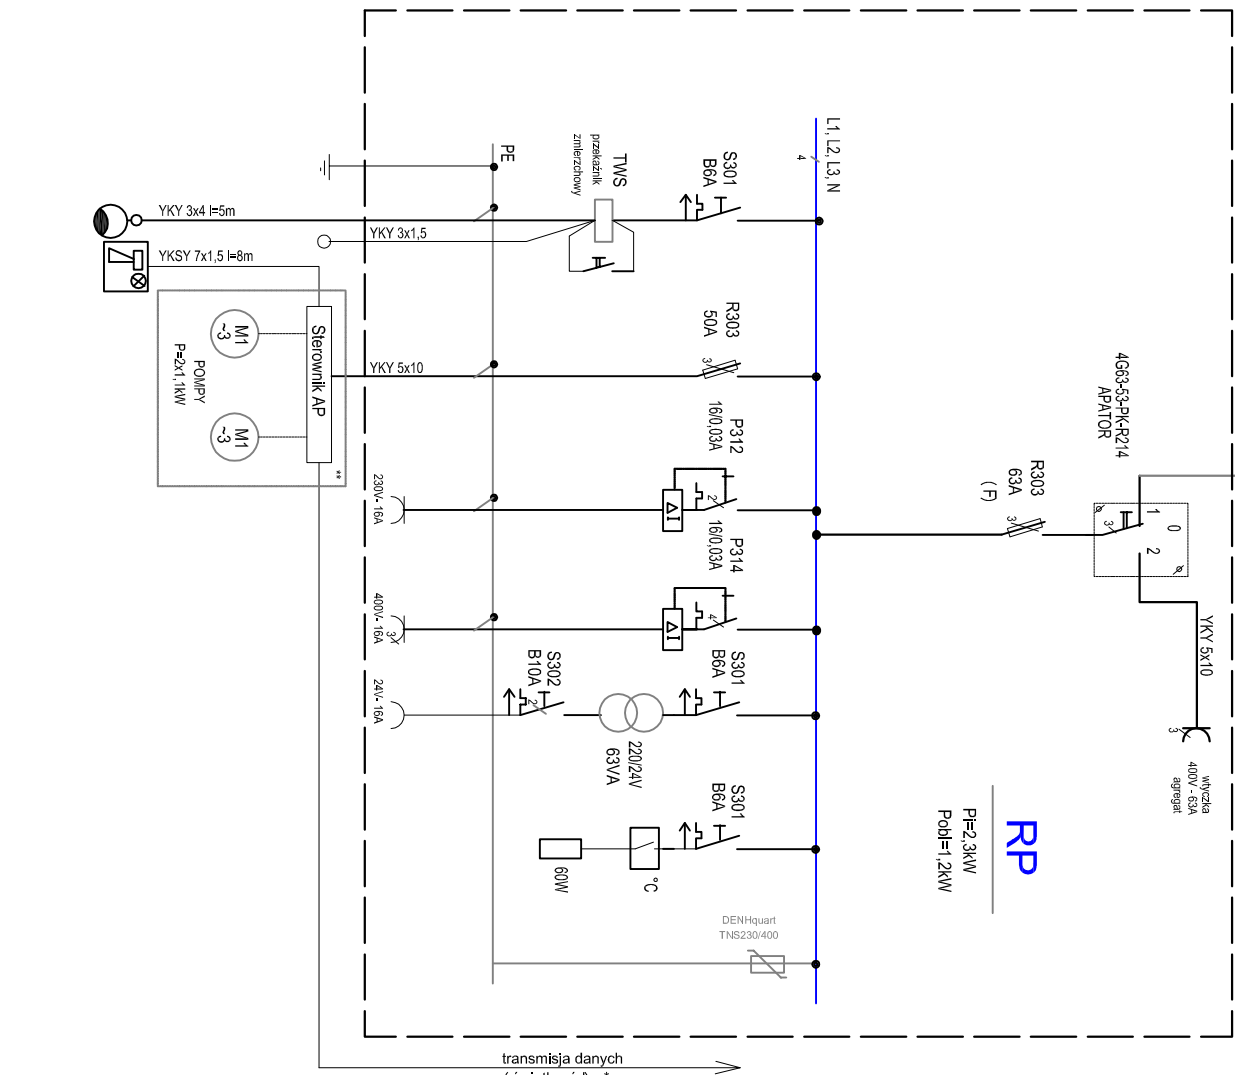 L1, L2, L3, N
4
PE
TWS
przekaźnik
zmierzchowy
S301
B6A
YKY 3x4 l=5m
YKY 3x1,5
YKSY 7x1,5 l=8m
Sterownik AP
M1
~3
M1
~3
POMPY
P=2x1,1kW
**
YKY 5x10
R303
50A
3
P312
16/0,03A
2
ΔI
230V- 16A
P314
16/0,03A
4
ΔI
400V- 16A
3
S301
B6A
220/24V
63VA
S302
B10A
2
24V- 16A
S301
B6A
°C
60W
DENHquart
TNS230/400
4G63-53-PK-R214
APATOR
1
0
2
3
R303
63A
( F)
3
YKY 5x10
3
wtyczka
400V - 63A
agregat
RP
Pi=2,3kW
Pobl=1,2kW
transmisja danych